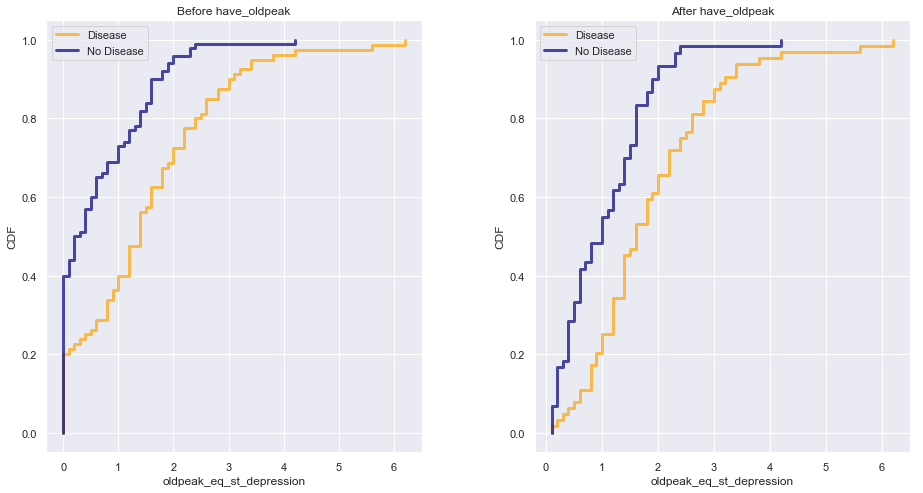 Before have_oldpeak
Disease
No Disease
CDF
1.0
0.8
0.6
0.4
0.2
0.0
0 1 2 3 4 5 6
oldpeak_eq_st_depression
After have_oldpeak
Disease
No Disease
CDF
1.0
0.8
0.6
0.4
0.2
0.0
0 1 2 3 4 5 6
oldpeak_eq_st_depression